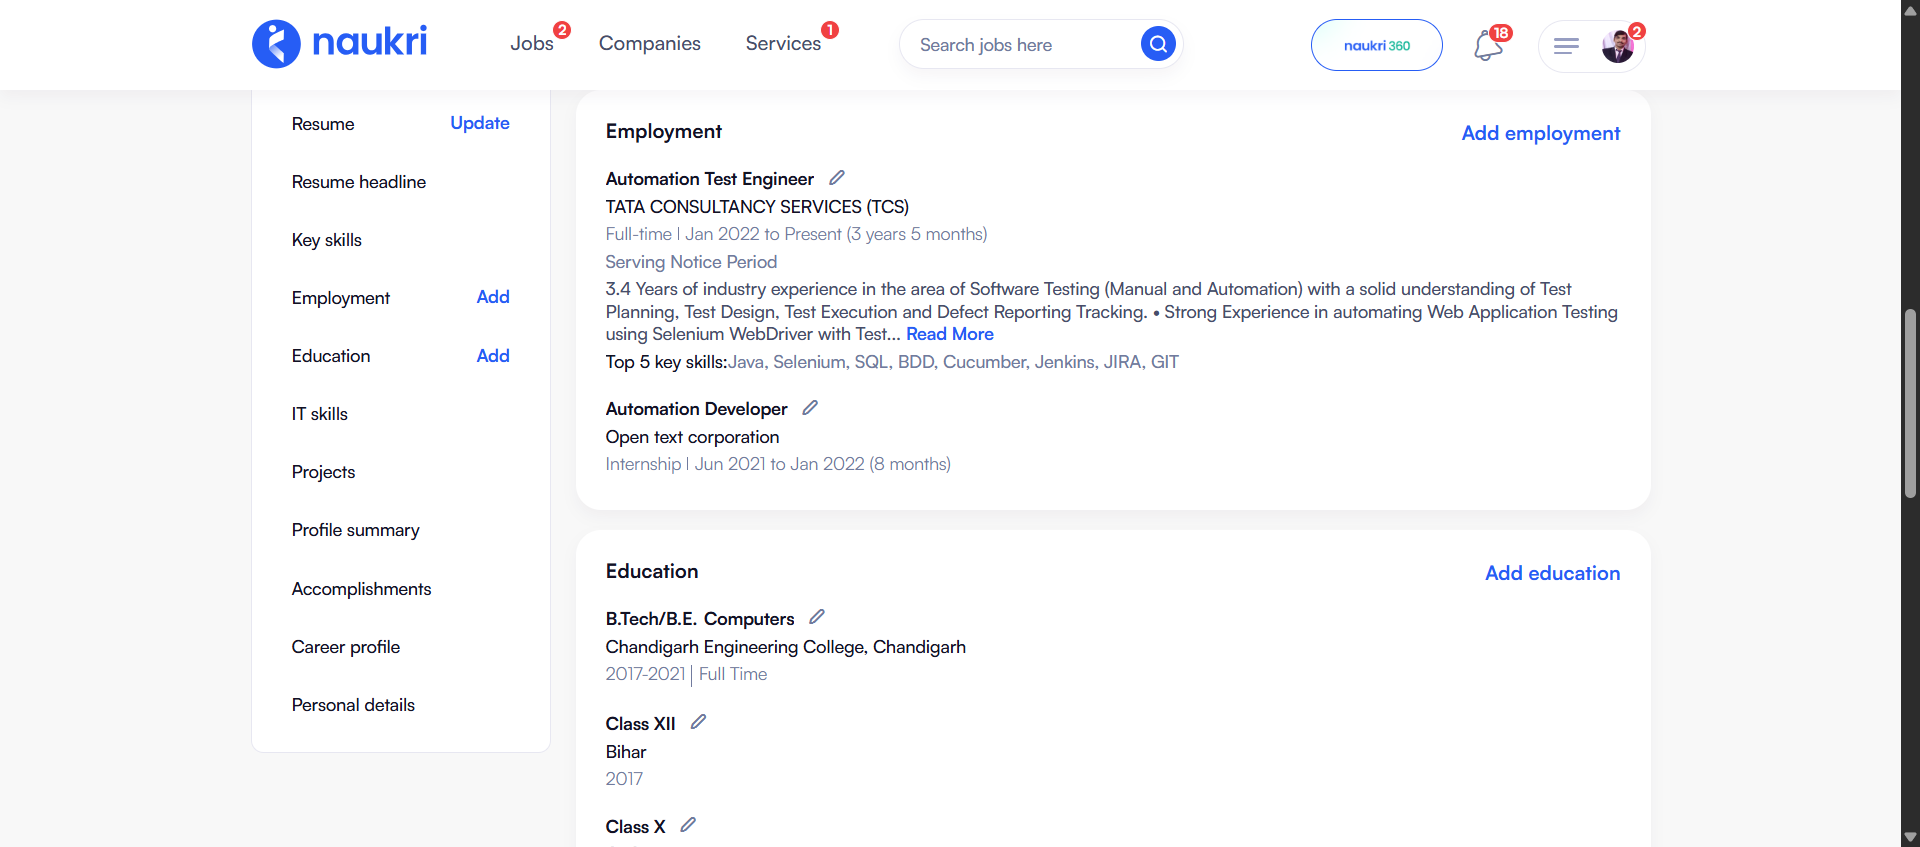 naukri
Jobs 2
Companies
Services 1
Search jobs here
naukri 360
18
2
Resume Update
Resume headline
Key skills
Employment Add
Education Add
IT skills
Projects
Profile summary
Accomplishments
Career profile
Personal details
Employment Add employment
Automation Test Engineer
TATA CONSULTANCY SERVICES (TCS)
Full-time | Jan 2022 to Present (3 years 5 months)
Serving Notice Period
3.4 Years of industry experience in the area of Software Testing (Manual and Automation) with a solid understanding of Test
Planning, Test Design, Test Execution and Defect Reporting Tracking. • Strong Experience in automating Web Application Testing
using Selenium WebDriver with Test... Read More
Top 5 key skills:Java, Selenium, SQL, BDD, Cucumber, Jenkins, JIRA, GIT
Automation Developer
Open text corporation
Internship | Jun 2021 to Jan 2022 (8 months)
Education Add education
B.Tech/B.E. Computers
Chandigarh Engineering College, Chandigarh
2017-2021 | Full Time
Class XII
Bihar
2017
Class X